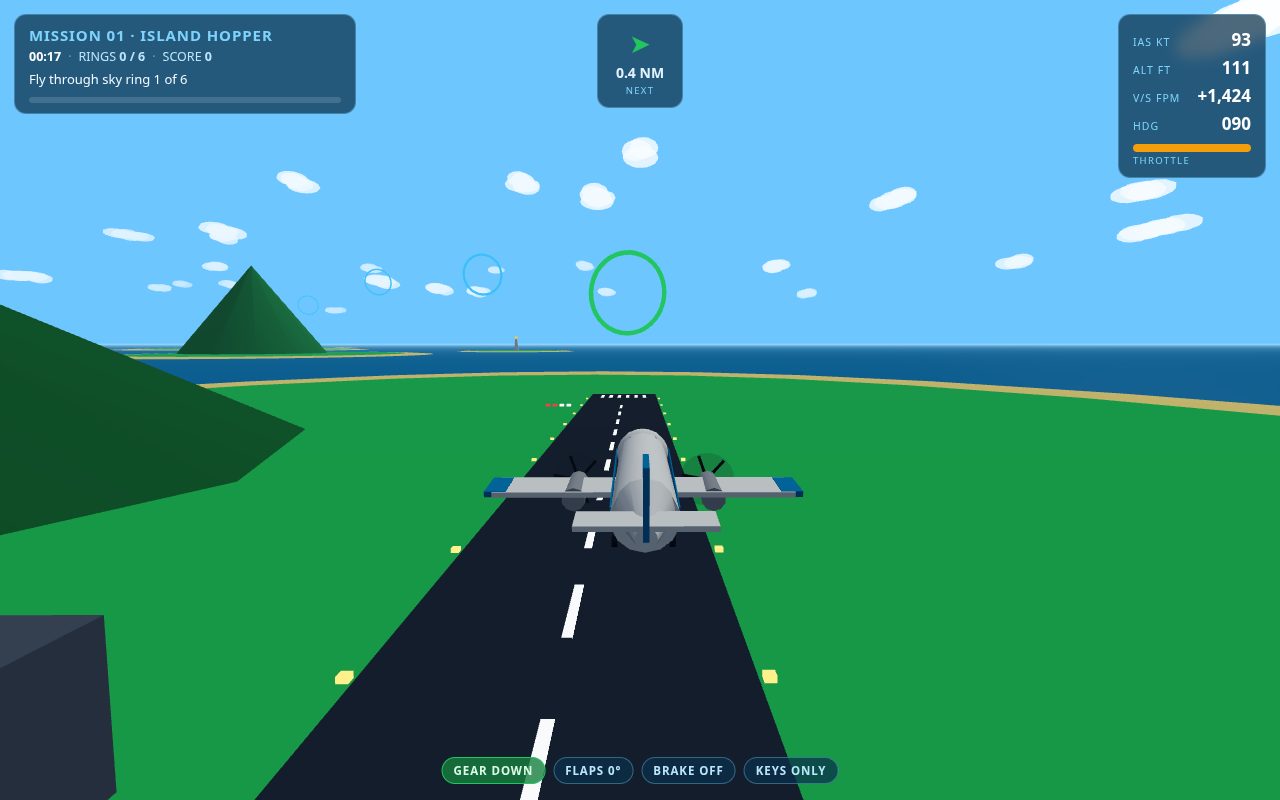 MISSION 01 · ISLAND HOPPER
00:17 · RINGS 0 / 6 · SCORE 0
Fly through sky ring 1 of 6
0.4 NM
NEXT
IAS KT 93
ALT FT 111
V/S FPM +1,424
HDG 090
THROTTLE
GEAR DOWN FLAPS 0° BRAKE OFF KEYS ONLY